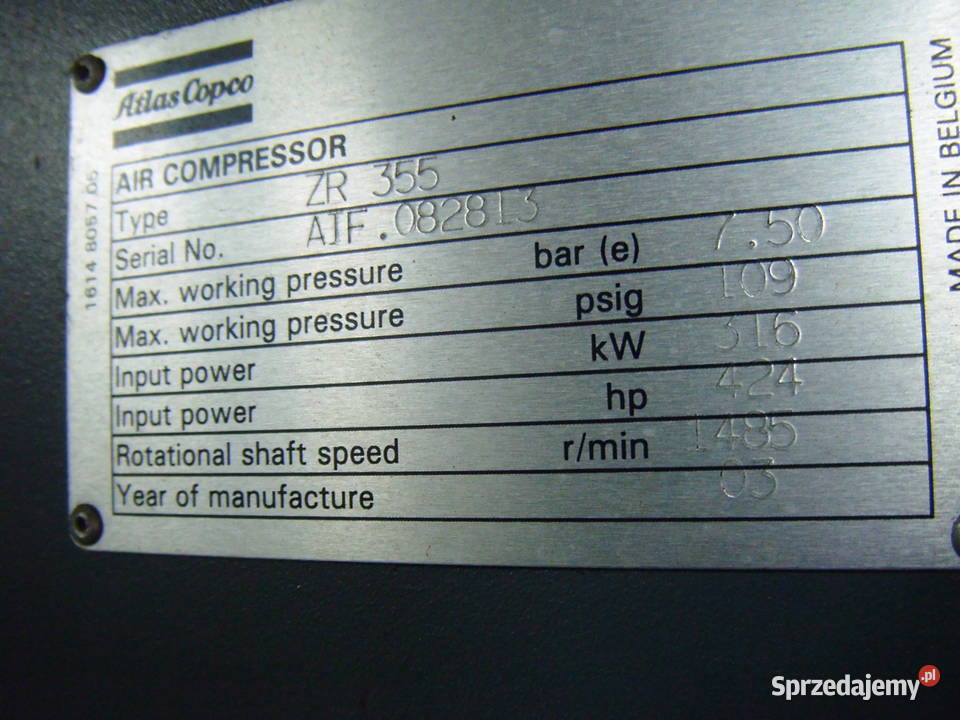 Atlas Copco
AIR COMPRESSOR
Type ZR 355
Serial No. AIF.082813
Max. working pressure bar (e) 7.50
Max. working pressure psig 109
Input power kW 316
Input power hp 424
Rotational shaft speed r/min 1485
Year of manufacture 03
1614 8057 05
MADE IN BELGIUM
Sprzedajemy.pl